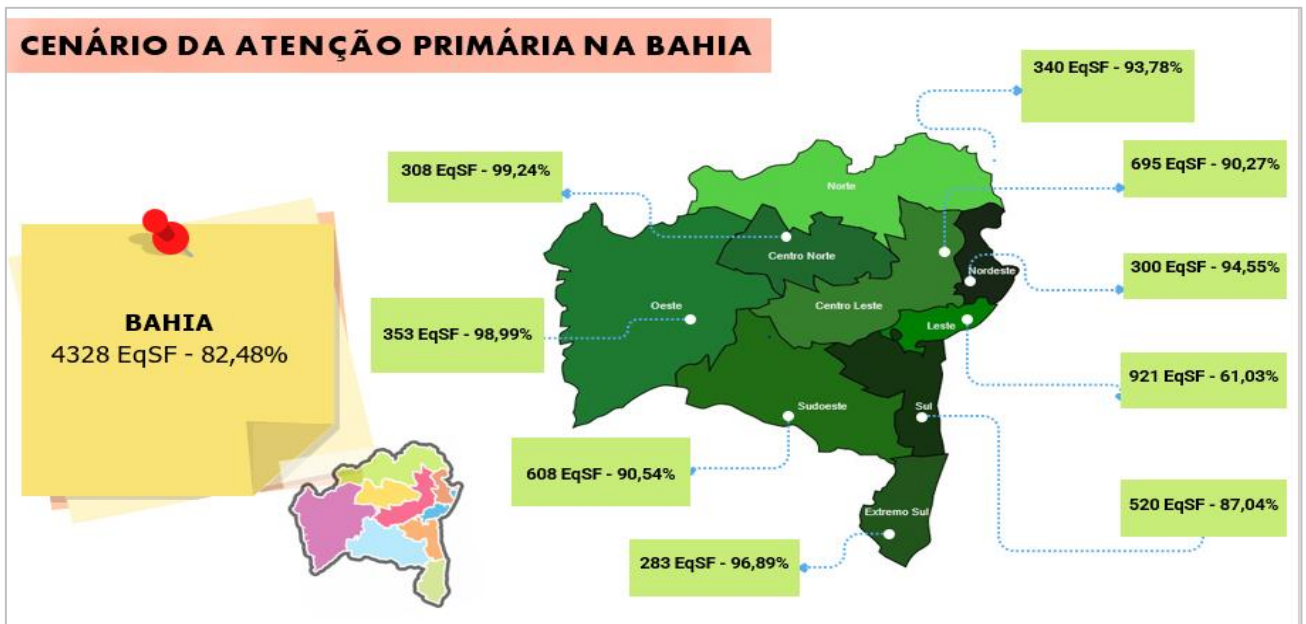 CENÁRIO DA ATENÇÃO PRIMÁRIA NA BAHIA
340 EqSF - 93,78%
308 EqSF - 99,24%
695 EqSF - 90,27%
Norte
Centro Norte
Nordeste
300 EqSF - 94,55%
BAHIA
4328 EqSF - 82,48%
353 EqSF - 98,99%
Oeste
Centro Leste
Leste
921 EqSF - 61,03%
Sudoeste
Sul
608 EqSF - 90,54%
520 EqSF - 87,04%
Extremo Sul
283 EqSF - 96,89%